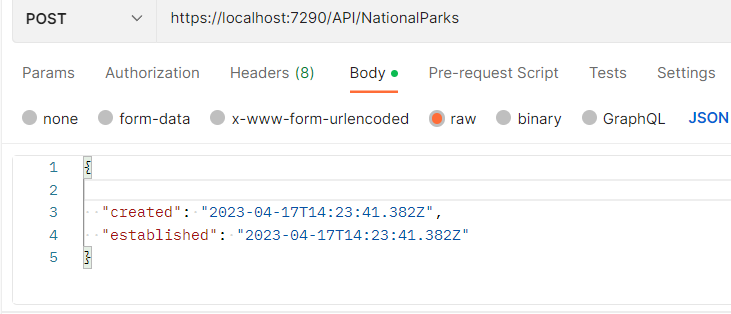 POST https://localhost:7290/API/NationalParks
Params Authorization Headers (8) Body Pre-request Script Tests Settings
none form-data x-www-form-urlencoded raw binary GraphQL JSON
1 {
2
3 "created": "2023-04-17T14:23:41.382Z",
4 "established": "2023-04-17T14:23:41.382Z"
5 }